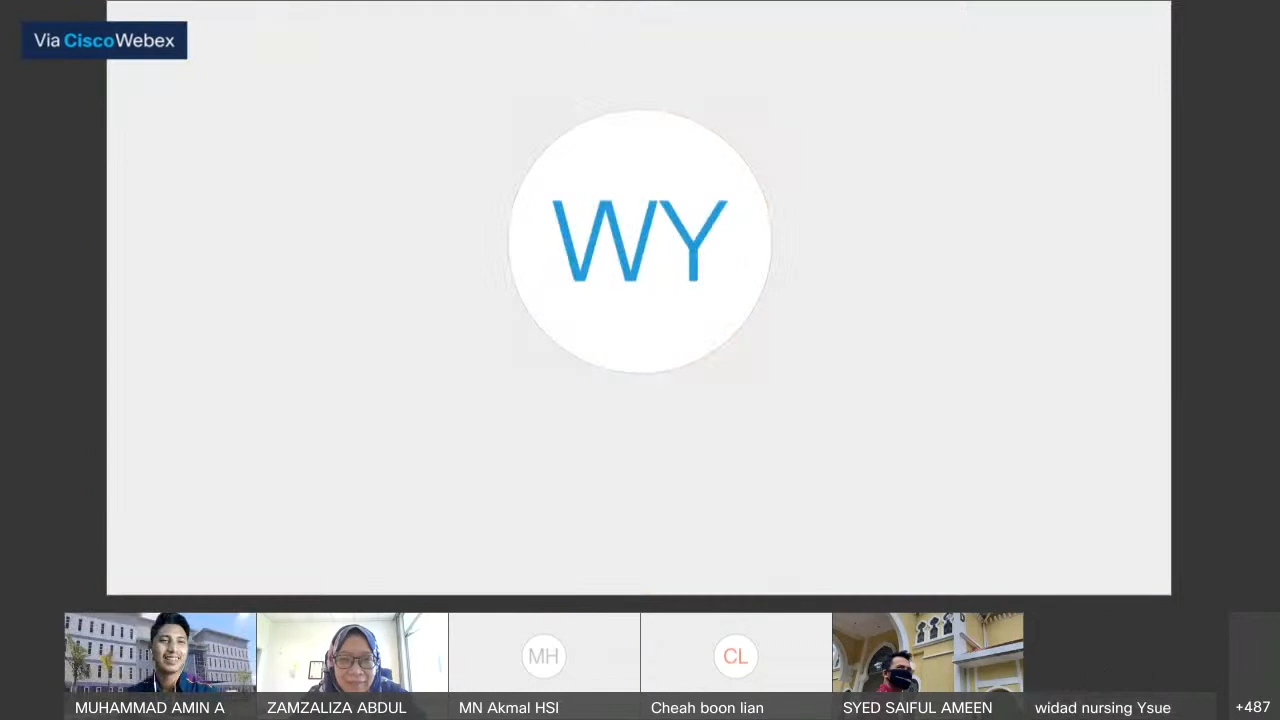 Via CiscoWebex
WY
MH
CL
MUHAMMAD AMIN A
ZAMZALIZA ABDUL
MN Akmal HSI
Cheah boon lian
SYED SAIFUL AMEEN
widad nursing Ysue
+487